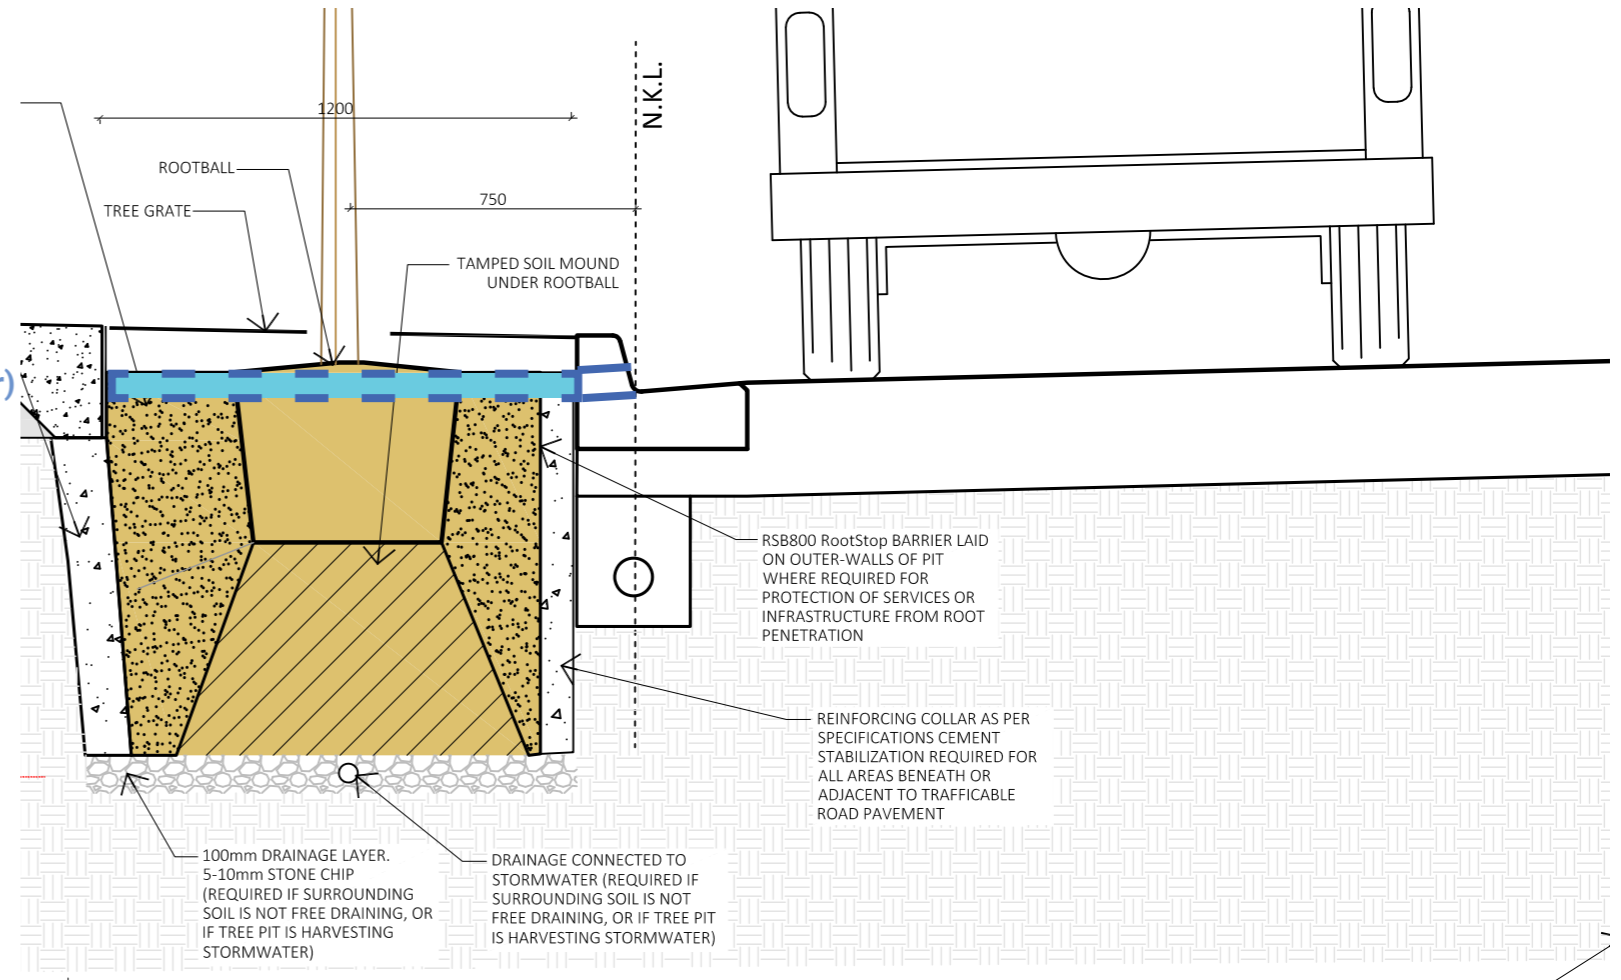 1200
N.K.L.
ROOTBALL
TREE GRATE
750
TAMPED SOIL MOUND
UNDER ROOTBALL
RSB800 RootStop BARRIER LAID
ON OUTER-WALLS OF PIT
WHERE REQUIRED FOR
PROTECTION OF SERVICES OR
INFRASTRUCTURE FROM ROOT
PENETRATION
REINFORCING COLLAR AS PER
SPECIFICATIONS CEMENT
STABILIZATION REQUIRED FOR
ALL AREAS BENEATH OR
ADJACENT TO TRAFFICABLE
ROAD PAVEMENT
100mm DRAINAGE LAYER.
5-10mm STONE CHIP
(REQUIRED IF SURROUNDING
SOIL IS NOT FREE DRAINING, OR
IF TREE PIT IS HARVESTING
STORMWATER)
DRAINAGE CONNECTED TO
STORMWATER (REQUIRED IF
SURROUNDING SOIL IS NOT
FREE DRAINING, OR IF TREE PIT
IS HARVESTING STORMWATER)